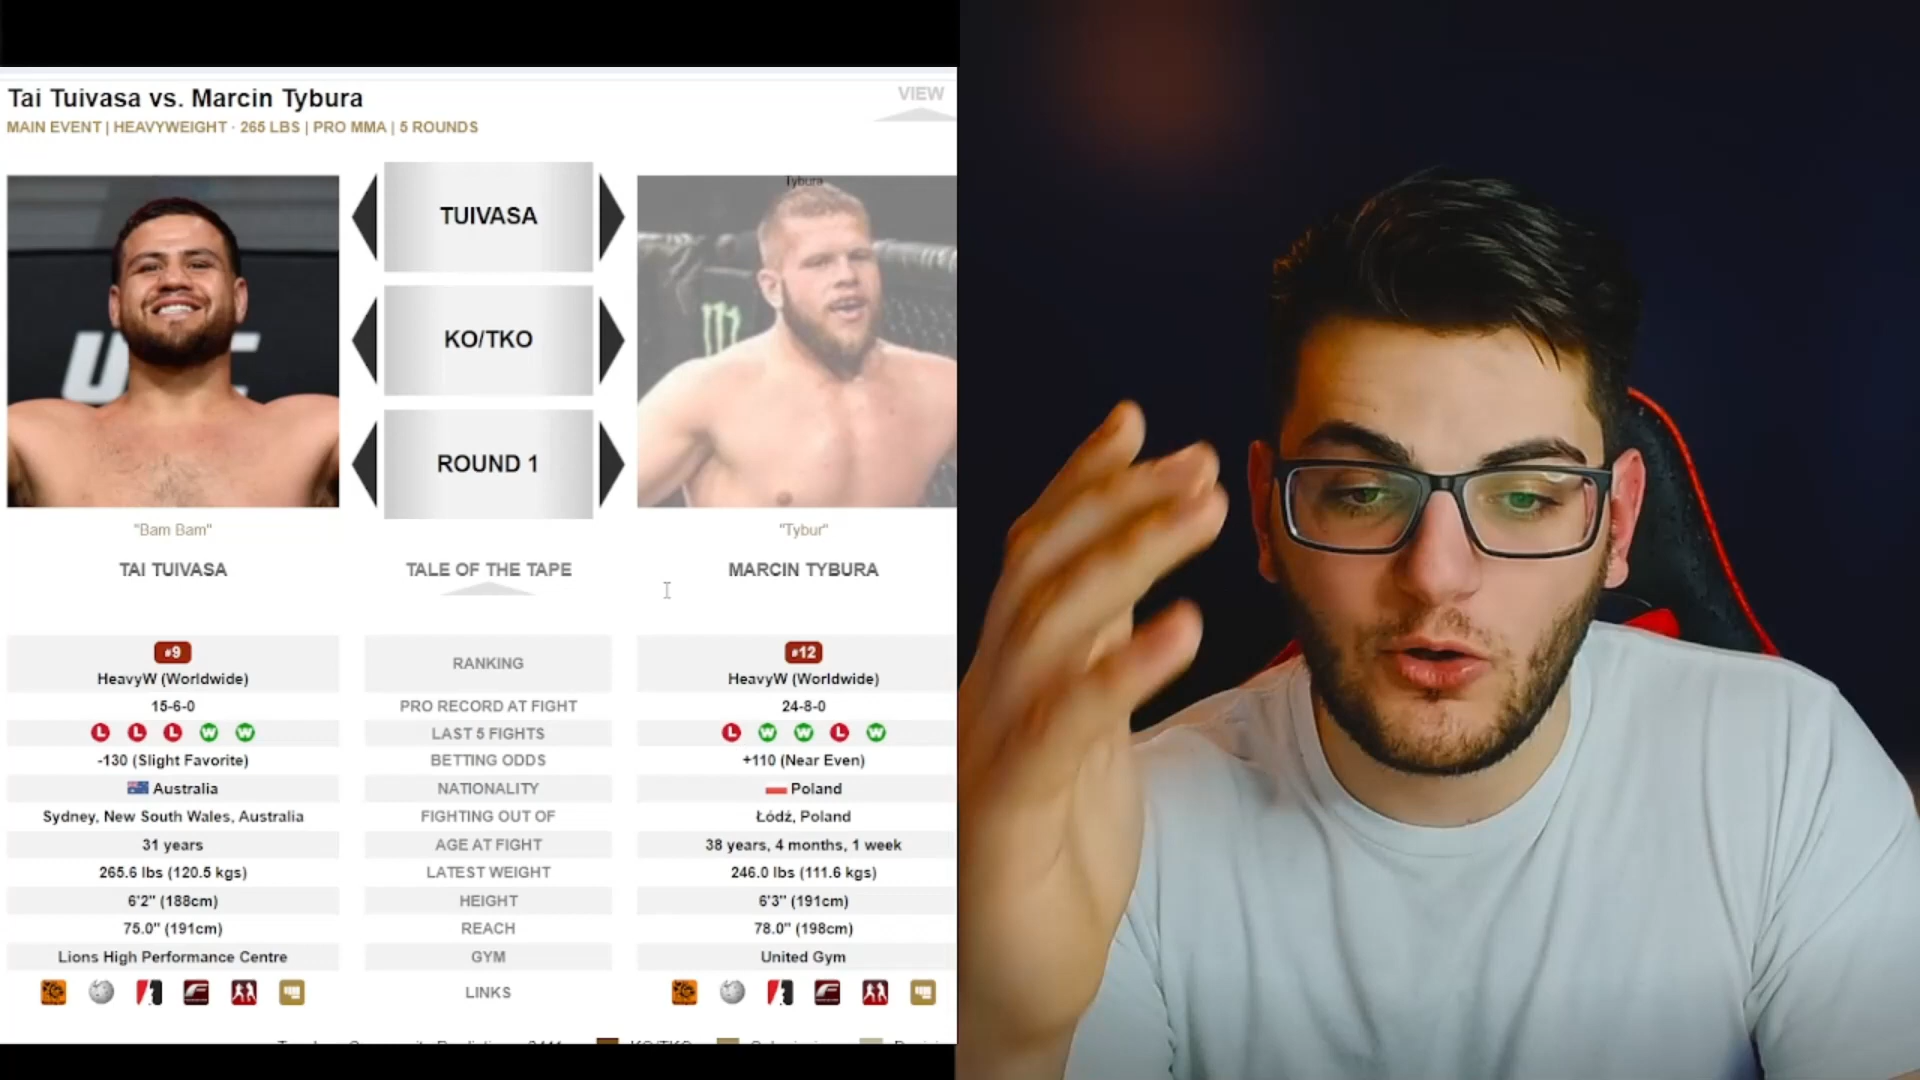 Tai Tuivasa vs. Marcin Tybura
VIEW
MAIN EVENT | HEAVYWEIGHT · 265 LBS | PRO MMA | 5 ROUNDS
TUIVASA
KO/TKO
ROUND 1
Tybura
"Bam Bam"
"Tybur"
TAI TUIVASA
TALE OF THE TAPE
MARCIN TYBURA
#9
HeavyW (Worldwide)
RANKING
#12
HeavyW (Worldwide)
15-6-0
PRO RECORD AT FIGHT
24-8-0
L L L W W
LAST 5 FIGHTS
L W W L W
-130 (Slight Favorite)
BETTING ODDS
+110 (Near Even)
Australia
NATIONALITY
Poland
Sydney, New South Wales, Australia
FIGHTING OUT OF
Łódź, Poland
31 years
AGE AT FIGHT
38 years, 4 months, 1 week
265.6 lbs (120.5 kgs)
LATEST WEIGHT
246.0 lbs (111.6 kgs)
6'2" (188cm)
HEIGHT
6'3" (191cm)
75.0" (191cm)
REACH
78.0" (198cm)
Lions High Performance Centre
GYM
United Gym
LINKS